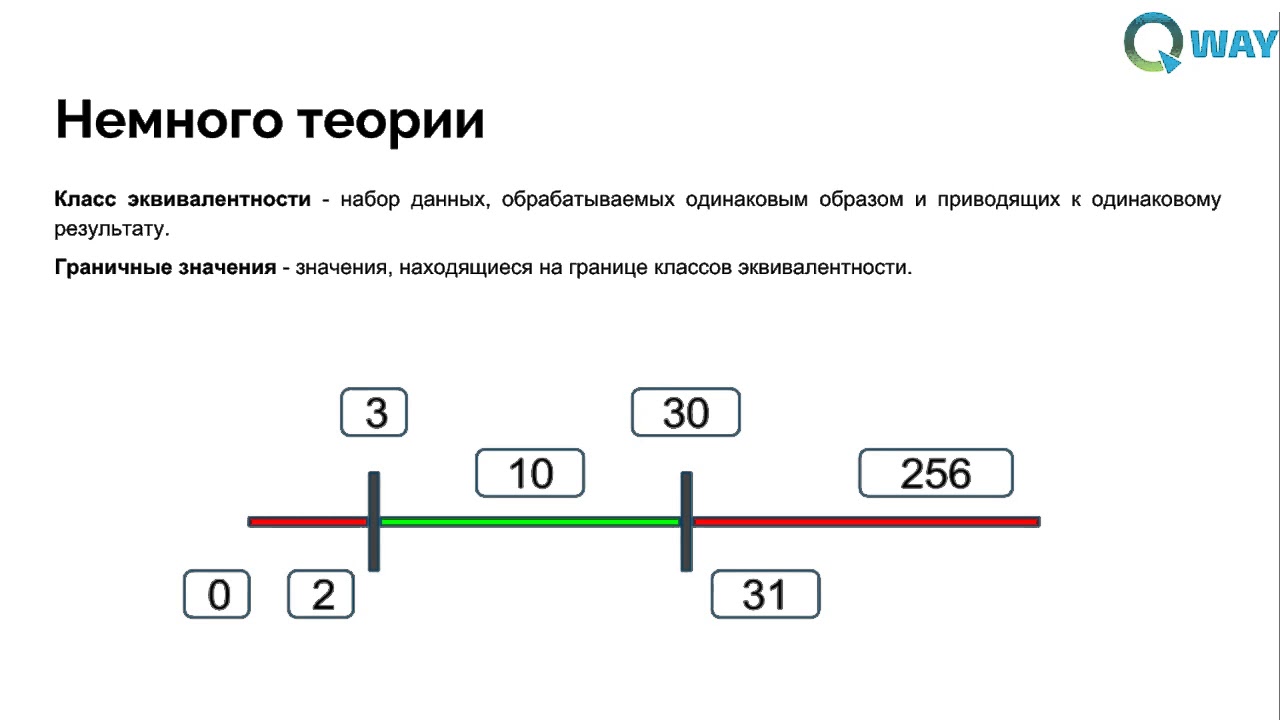 QWAY
Немного теории
Класс эквивалентности - набор данных, обрабатываемых одинаковым образом и приводящих к одинаковому
результату.
Граничные значения - значения, находящиеся на границе классов эквивалентности.
3
30
10
256
0
2
31